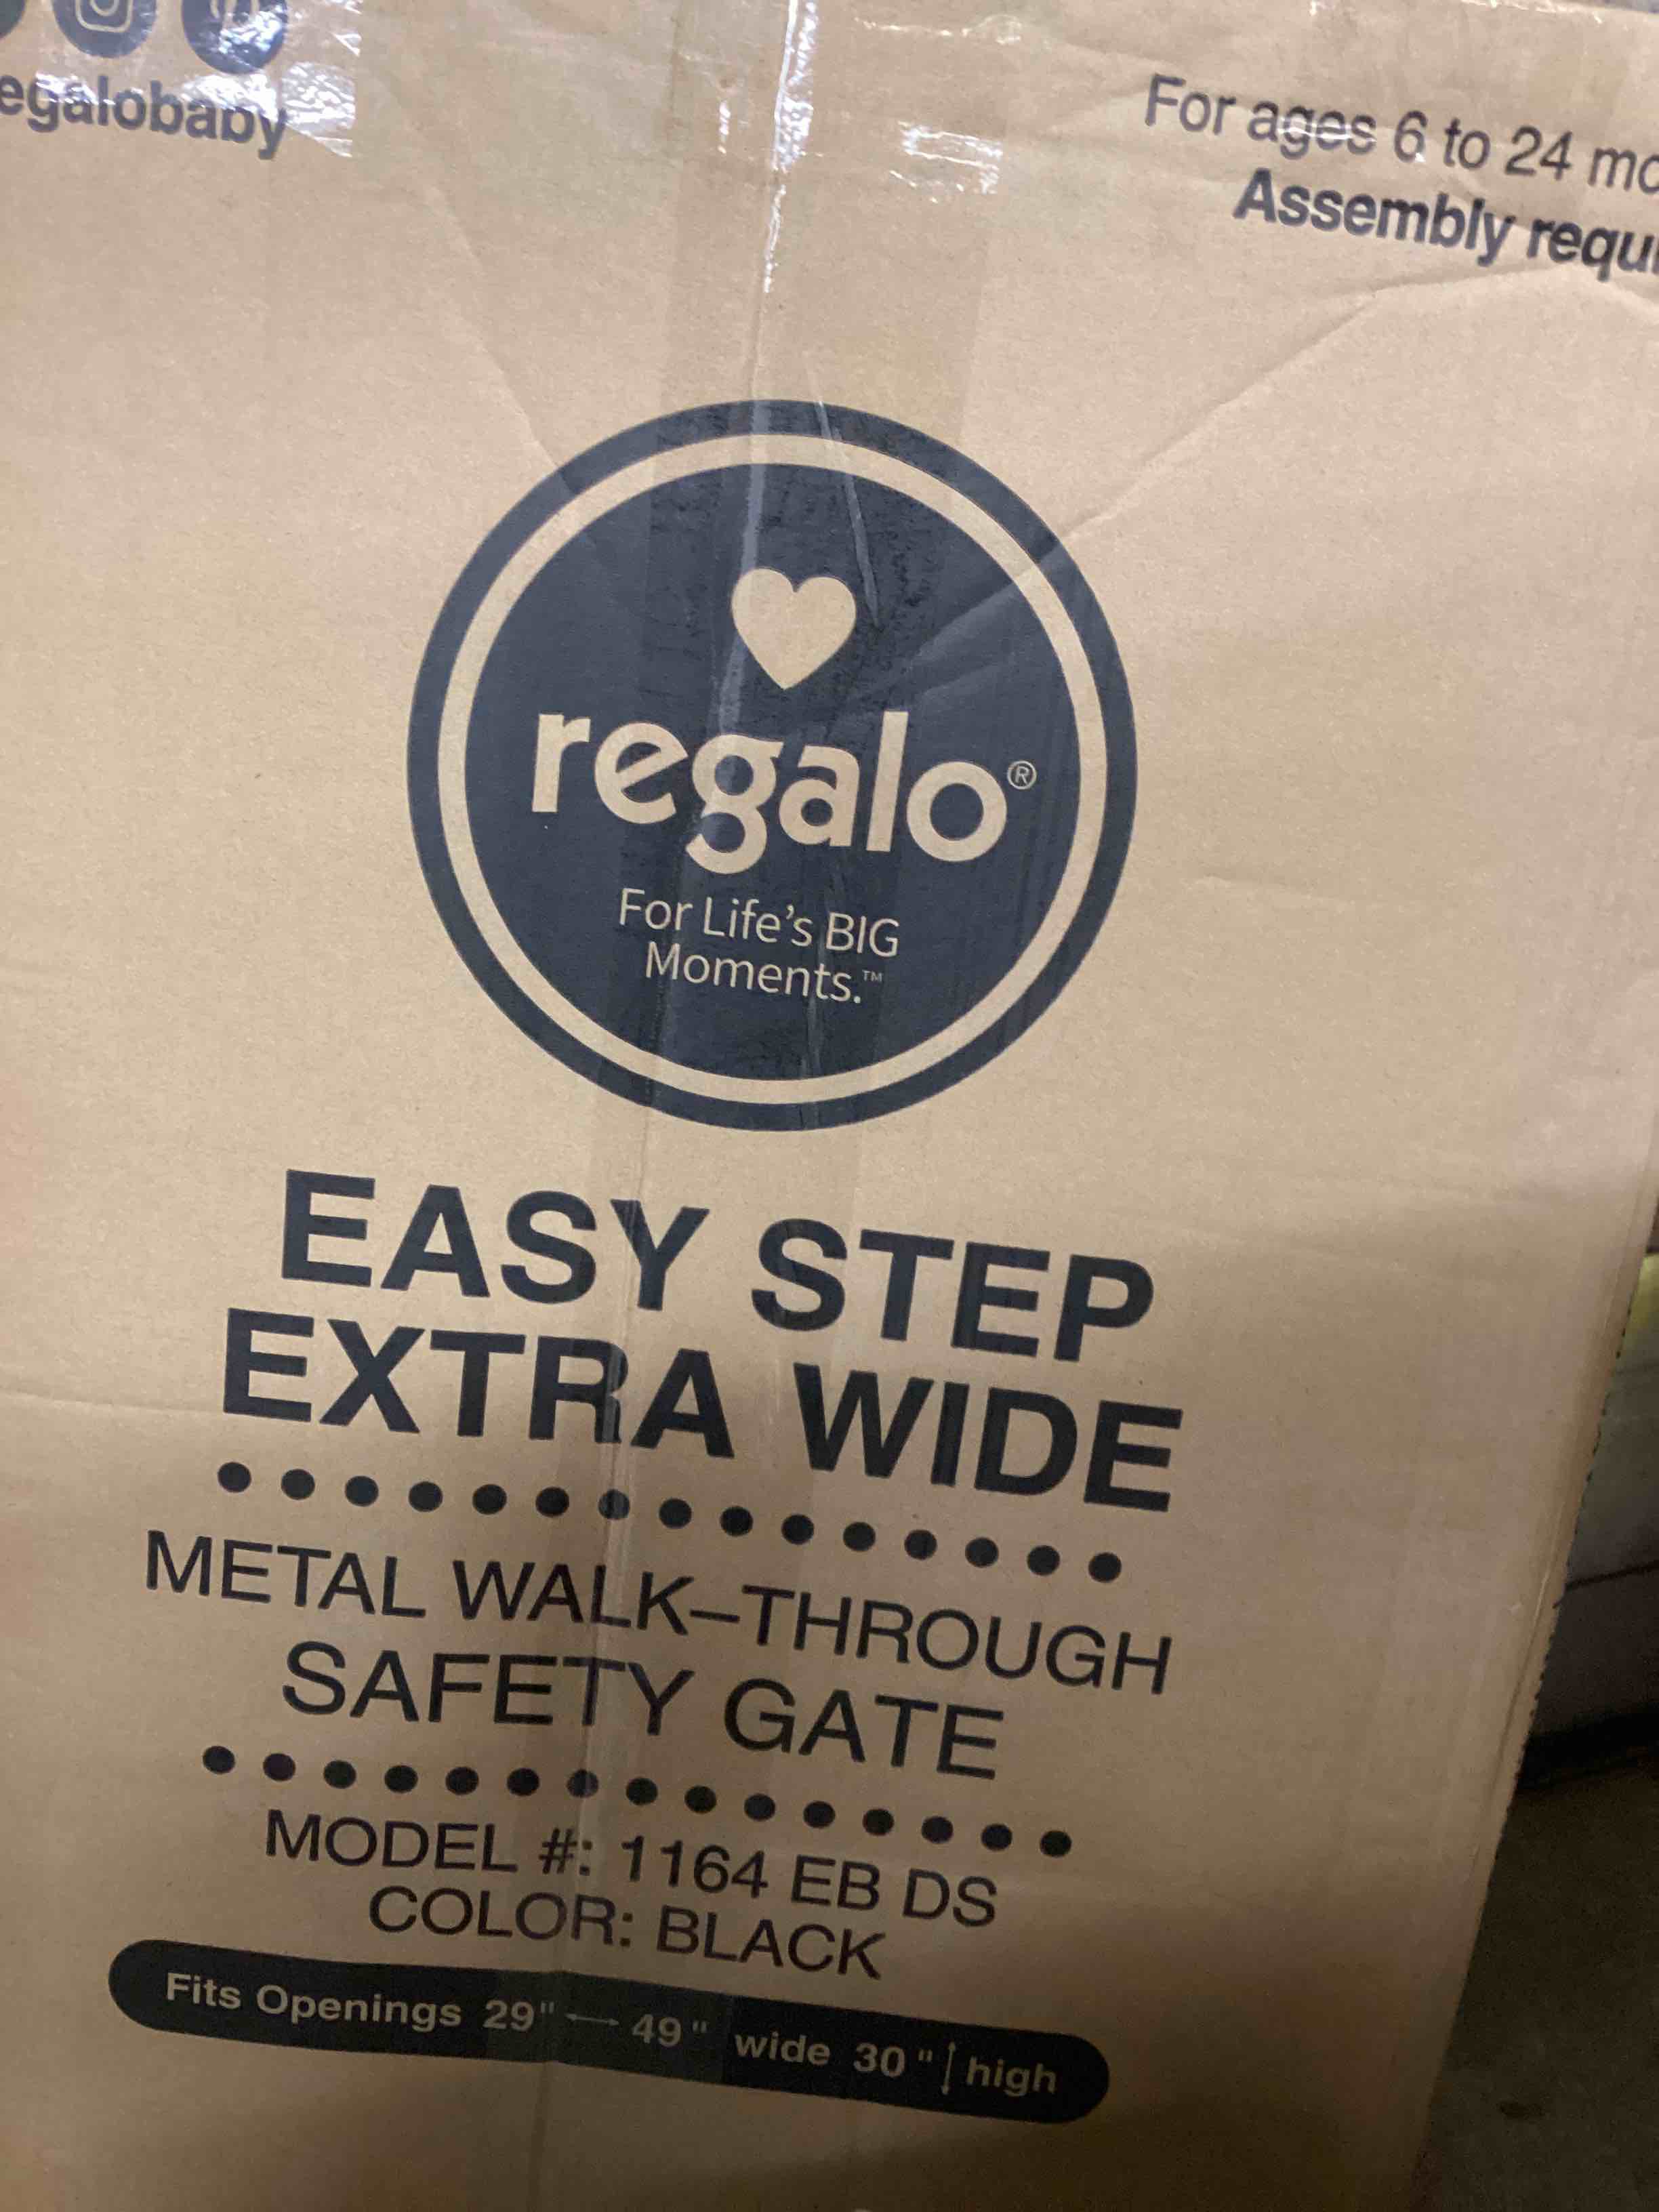 egalobaby
For ages 6 to 24
Assembly
regalo®
For Life's BIG
Moments.™
EASY STEP
EXTRA WIDE
METAL WALK–THROUGH
SAFETY GATE
MODEL #: 1164 EB DS
COLOR: BLACK
Fits Openings 29" 49" wide 30" high